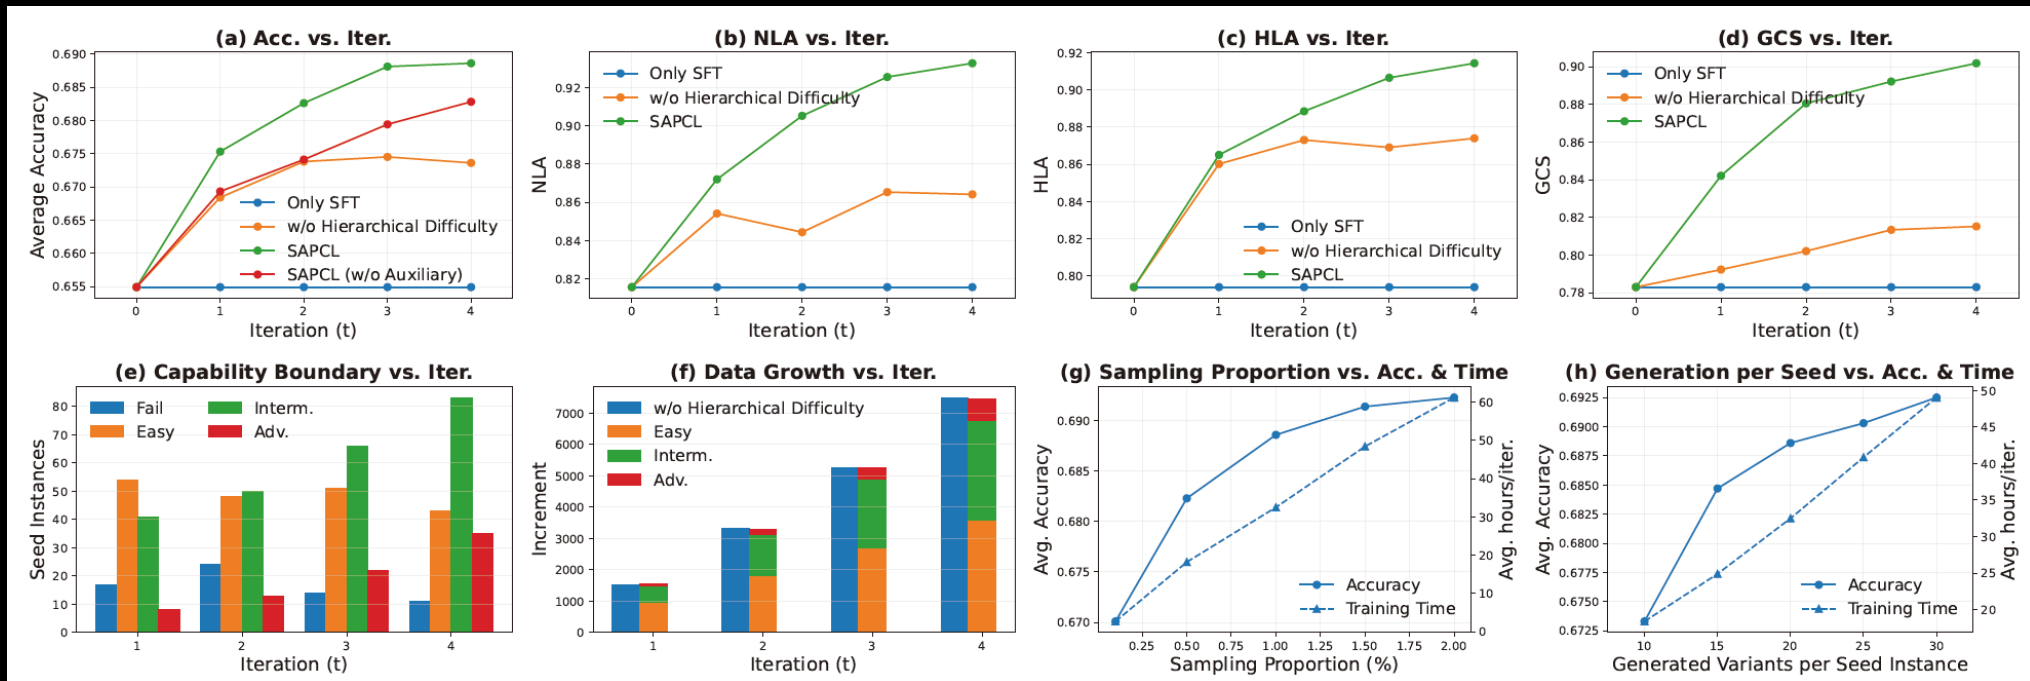 (a) Acc. vs. Iter.
Average Accuracy
0.690
0.685
0.680
0.675
0.670
0.665
0.660
0.655
Only SFT
w/o Hierarchical Difficulty
SAPCL
SAPCL (w/o Auxiliary)
0 1 2 3 4
Iteration (t)
(b) NLA vs. Iter.
NLA
0.92
0.90
0.88
0.86
0.84
0.82
Only SFT
w/o Hierarchical Difficulty
SAPCL
0 1 2 3 4
Iteration (t)
(c) HLA vs. Iter.
HLA
0.92
0.90
0.88
0.86
0.84
0.82
0.80
Only SFT
w/o Hierarchical Difficulty
SAPCL
0 1 2 3 4
Iteration (t)
(d) GCS vs. Iter.
GCS
0.90
0.88
0.86
0.84
0.82
0.80
0.78
Only SFT
w/o Hierarchical Difficulty
SAPCL
0 1 2 3 4
Iteration (t)
(e) Capability Boundary vs. Iter.
Seed Instances
80
70
60
50
40
30
20
10
0
Fail Interm.
Easy Adv.
1 2 3 4
Iteration (t)
(f) Data Growth vs. Iter.
Increment
7000
6000
5000
4000
3000
2000
1000
0
w/o Hierarchical Difficulty
Easy
Interm.
Adv.
1 2 3 4
Iteration (t)
(g) Sampling Proportion vs. Acc. & Time
Avg. Accuracy
0.690
0.685
0.680
0.675
0.670
Accuracy
Training Time
60
50
40
30
20
10
0
Avg. hours/iter.
0.25 0.50 0.75 1.00 1.25 1.50 1.75 2.00
Sampling Proportion (%)
(h) Generation per Seed vs. Acc. & Time
Avg. Accuracy
0.6925
0.6900
0.6875
0.6850
0.6825
0.6800
0.6775
0.6750
0.6725
Accuracy
Training Time
50
45
40
35
30
25
20
Avg. hours/iter.
10 15 20 25 30
Generated Variants per Seed Instance